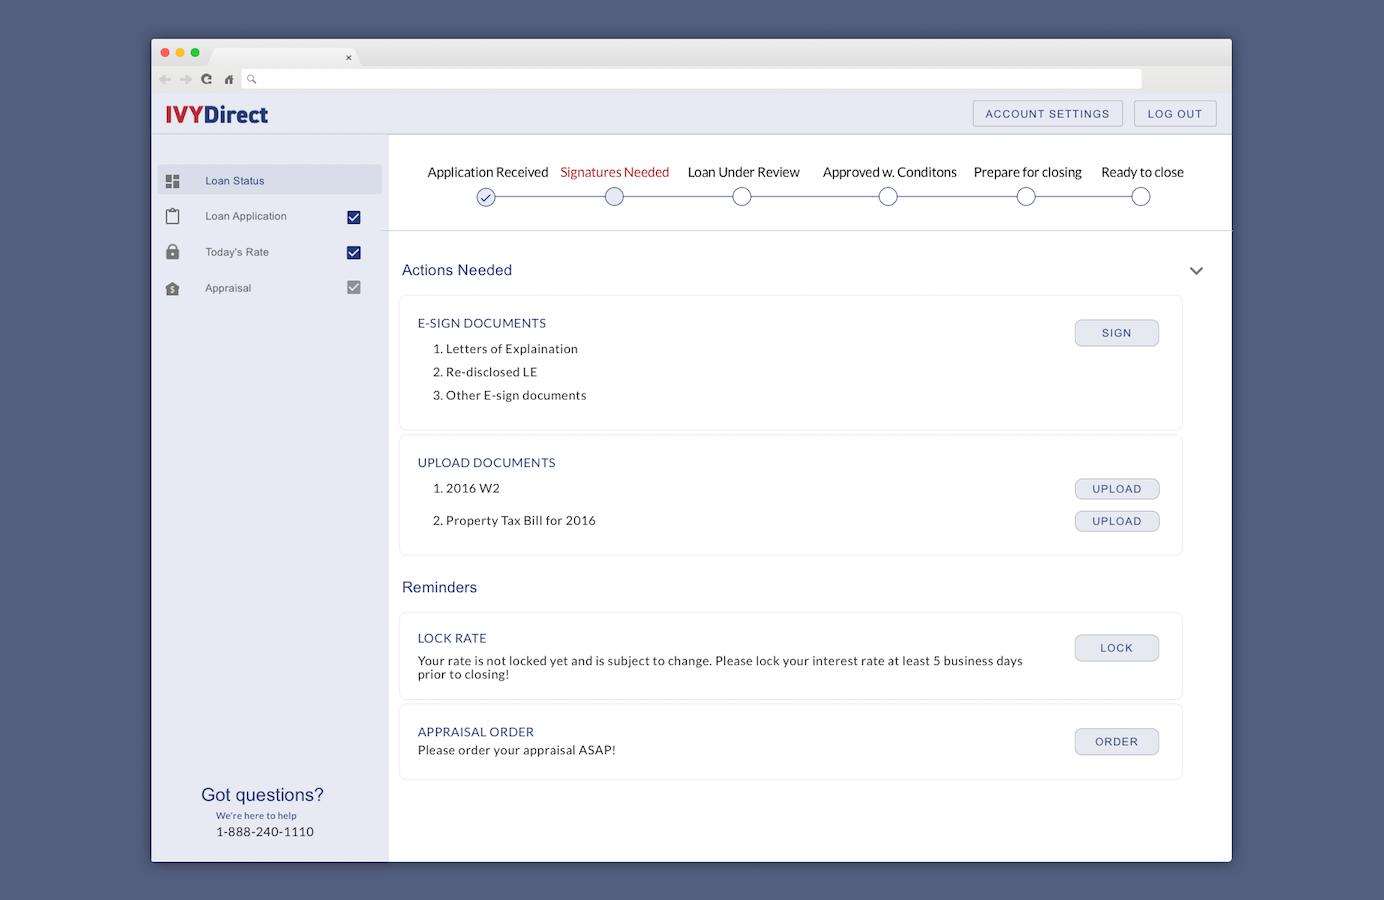 IVYDirect
ACCOUNT SETTINGS
LOG OUT
Loan Status
Loan Application
Today's Rate
Appraisal
Application Received
Signatures Needed
Loan Under Review
Approved w. Conditons
Prepare for closing
Ready to close
Actions Needed
E-SIGN DOCUMENTS
SIGN
1. Letters of Explaination
2. Re-disclosed LE
3. Other E-sign documents
UPLOAD DOCUMENTS
1. 2016 W2
UPLOAD
2. Property Tax Bill for 2016
UPLOAD
Reminders
LOCK RATE
LOCK
Your rate is not locked yet and is subject to change. Please lock your interest rate at least 5 business days
prior to closing!
APPRAISAL ORDER
ORDER
Please order your appraisal ASAP!
Got questions?
We're here to help
1-888-240-1110